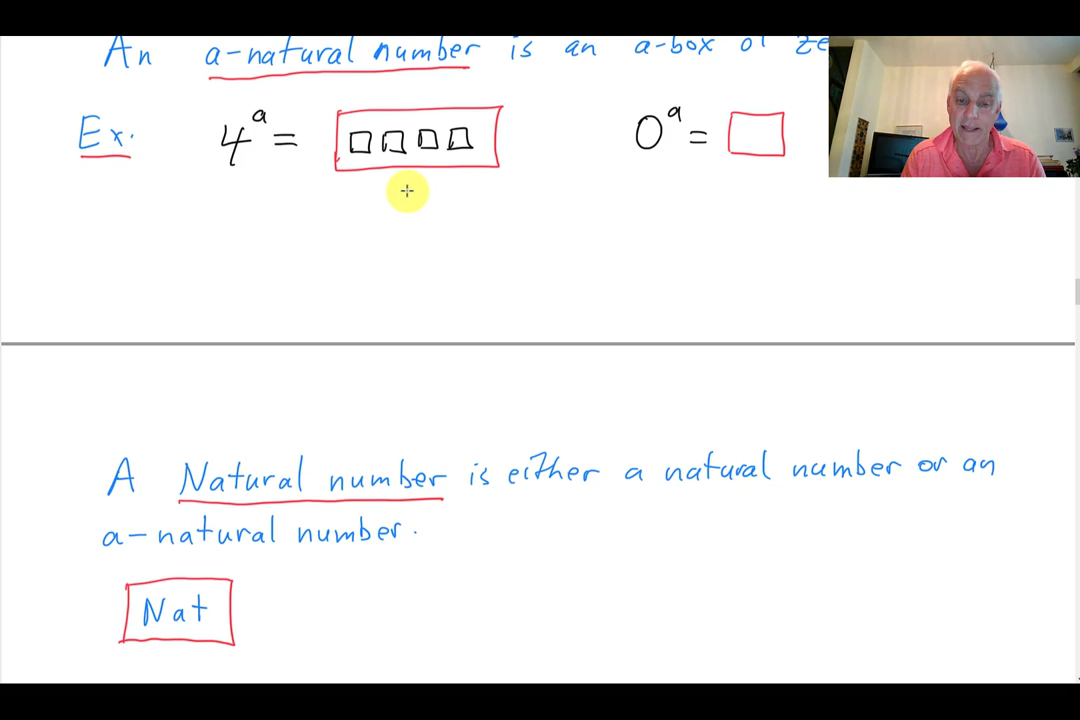 An a-natural number is an a-box of
Ex. 4ᵃ = 0ᵃ =
A Natural number is either a natural number or an
a-natural number.
Nat